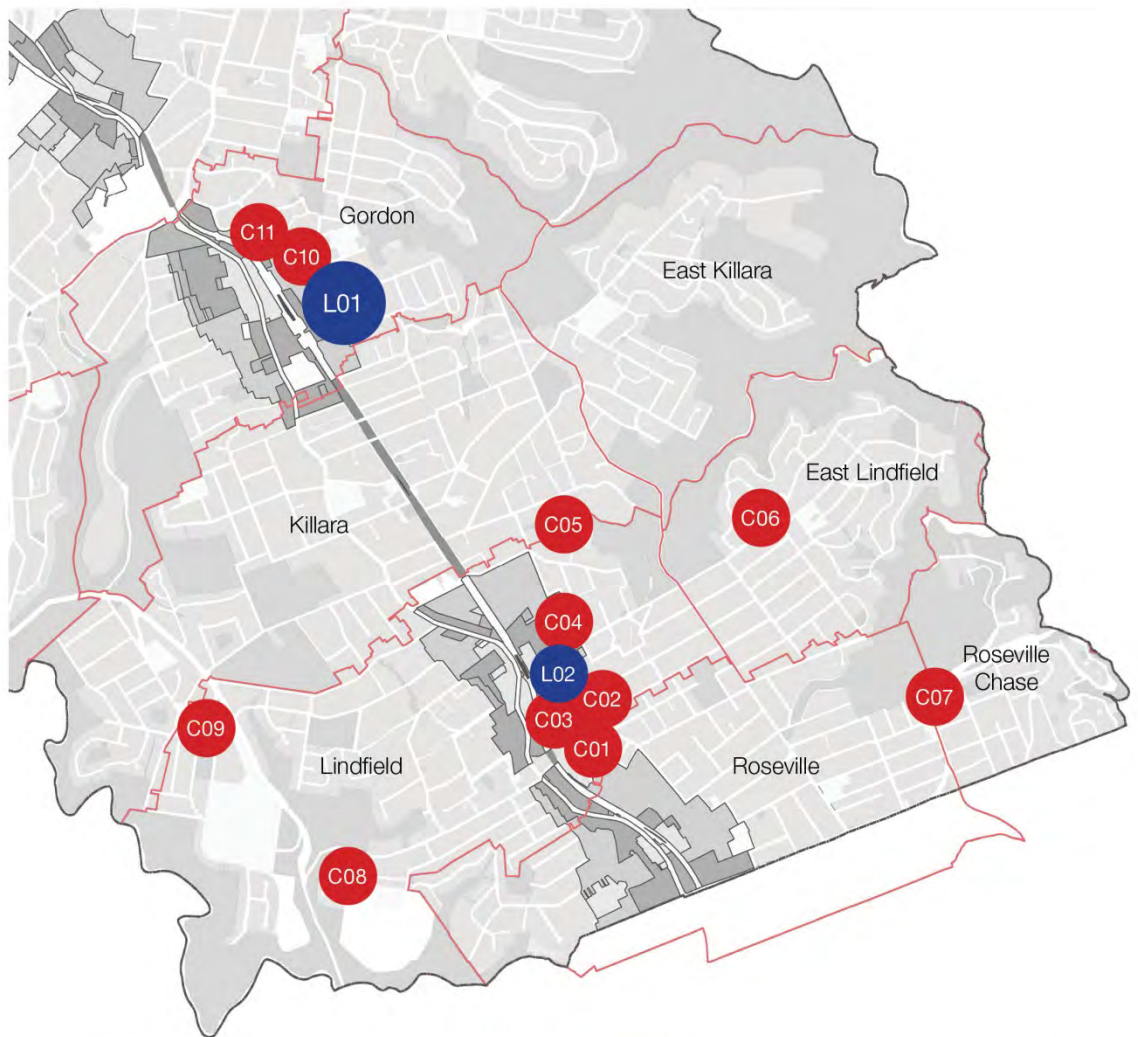 Gordon
C11
C10
L01
East Killara
East Lindfield
C06
C05
Killara
C04
L02
C02
C03
C01
Roseville
Chase
C07
C09
Lindfield
Roseville
C08